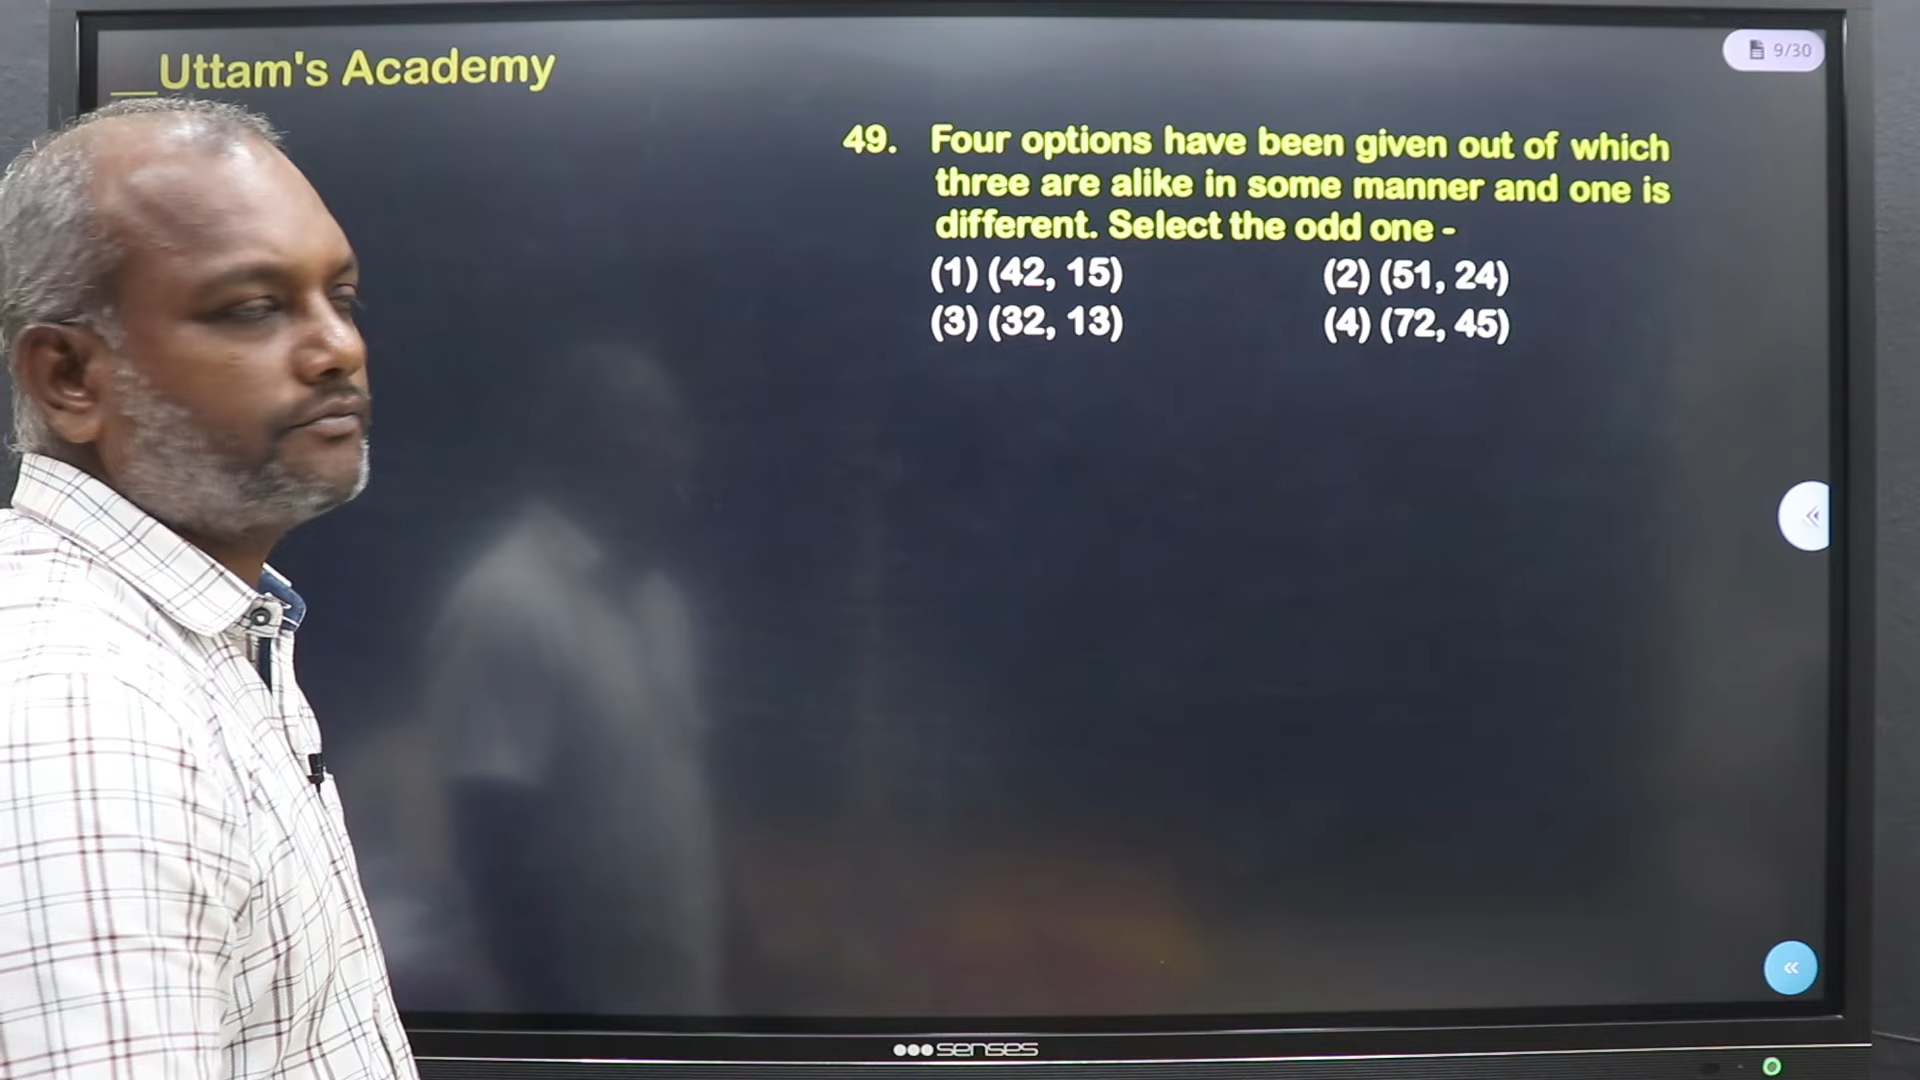 __Uttam's Academy
9/30
49. Four options have been given out of which
three are alike in some manner and one is
different. Select the odd one -
(1) (42, 15) (2) (51, 24)
(3) (32, 13) (4) (72, 45)
senses